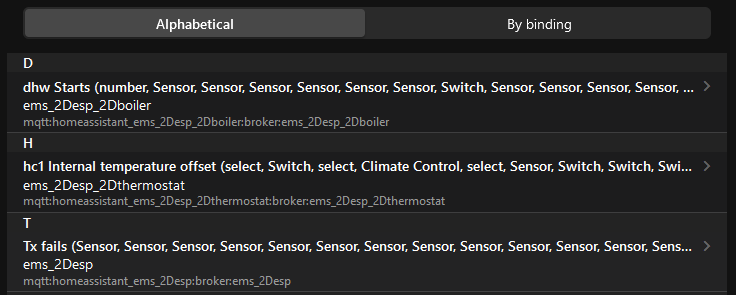 Alphabetical
By binding
D
dhw Starts (number, Sensor, Sensor, Sensor, Sensor, Sensor, Sensor, Switch, Sensor, Sensor, Sensor, Sensor, ...
ems_2Desp_2Dboiler
mqtt:homeassistant_ems_2Desp_2Dboiler:broker:ems_2Desp_2Dboiler
H
hc1 Internal temperature offset (select, Switch, select, Climate Control, select, Sensor, Switch, Switch, Swi...
ems_2Desp_2Dthermostat
mqtt:homeassistant_ems_2Desp_2Dthermostat:broker:ems_2Desp_2Dthermostat
T
Tx fails (Sensor, Sensor, Sensor, Sensor, Sensor, Sensor, Sensor, Sensor, Sensor, Sensor, Sensor, Sensor, Sens...
ems_2Desp
mqtt:homeassistant_ems_2Desp:broker:ems_2Desp